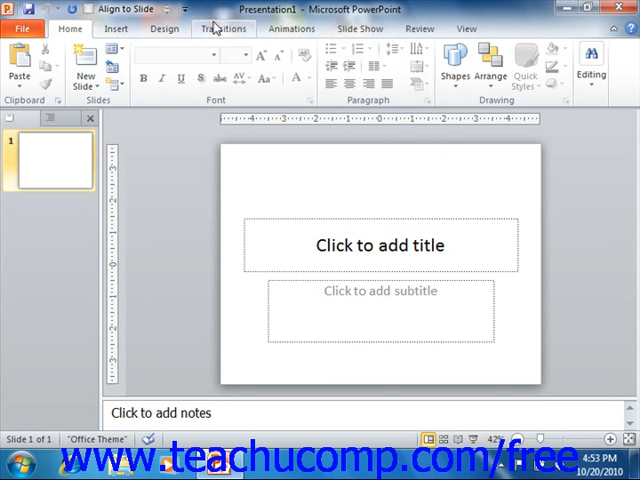 Align to Slide
Presentation1 - Microsoft PowerPoint
File Home Insert Design Transitions Animations Slide Show Review View
Paste New Slide Shapes Arrange Quick Styles Editing
B I U S abc AV Aa A
Clipboard Slides Font Paragraph Drawing
1
Click to add title
Click to add subtitle
Click to add notes
Slide 1 of 1 "Office Theme" 42%
www.teachucomp.com/free
4:53 PM
10/20/2010